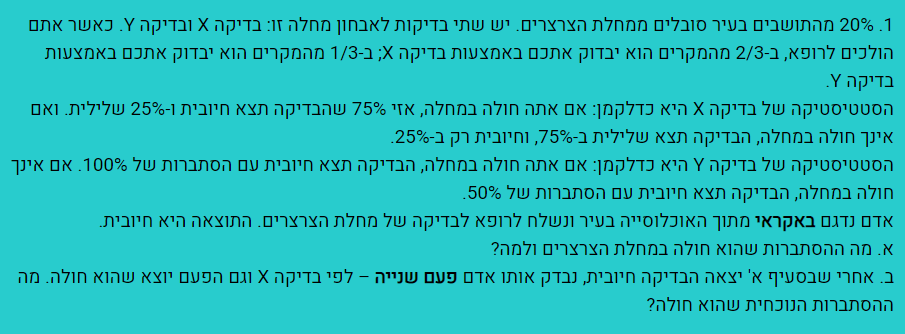 1. 20% מהתושבים בעיר סובלים ממחלת הצרצרים. יש שתי בדיקות לאבחון מחלה זו: בדיקה X ובדיקה Y. כאשר אתם
הולכים לרופא, ב-2/3 מהמקרים הוא יבדוק אתכם באמצעות בדיקה X; ב-1/3 מהמקרים הוא יבדוק אתכם באמצעות
בדיקה Y.
הסטטיסטיקה של בדיקה X היא כדלקמן: אם אתה חולה במחלה, אזי 75% שהבדיקה תצא חיובית ו-25% שלילית. ואם
אינך חולה במחלה, הבדיקה תצא שלילית ב-75%, וחיובית רק ב-25%.
הסטטיסטיקה של בדיקה Y היא כדלקמן: אם אתה חולה במחלה, הבדיקה תצא חיובית עם הסתברות של 100%. אם אינך
חולה במחלה, הבדיקה תצא חיובית עם הסתברות של 50%.
אדם נדגם באקראי מתוך האוכלוסייה בעיר ונשלח לרופא לבדיקה של מחלת הצרצרים. התוצאה היא חיובית.
א. מה ההסתברות שהוא חולה במחלת הצרצרים ולמה?
ב. אחרי שבסעיף א' יצאה הבדיקה חיובית, נבדק אותו אדם פעם שנייה – לפי בדיקה X וגם הפעם יוצא שהוא חולה. מה
ההסתברות הנוכחית שהוא חולה?